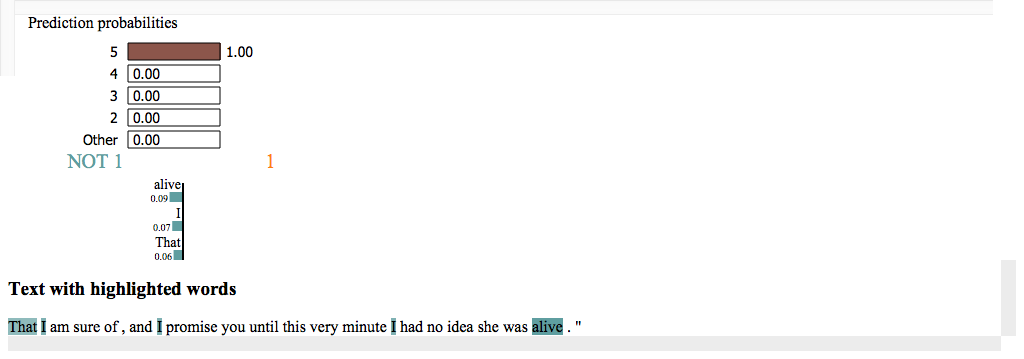 Prediction probabilities
5 1.00
4 0.00
3 0.00
2 0.00
Other 0.00
NOT 1 1
alive
0.09
I
0.07
That
0.06
Text with highlighted words
That I am sure of , and I promise you until this very minute I had no idea she was alive . "